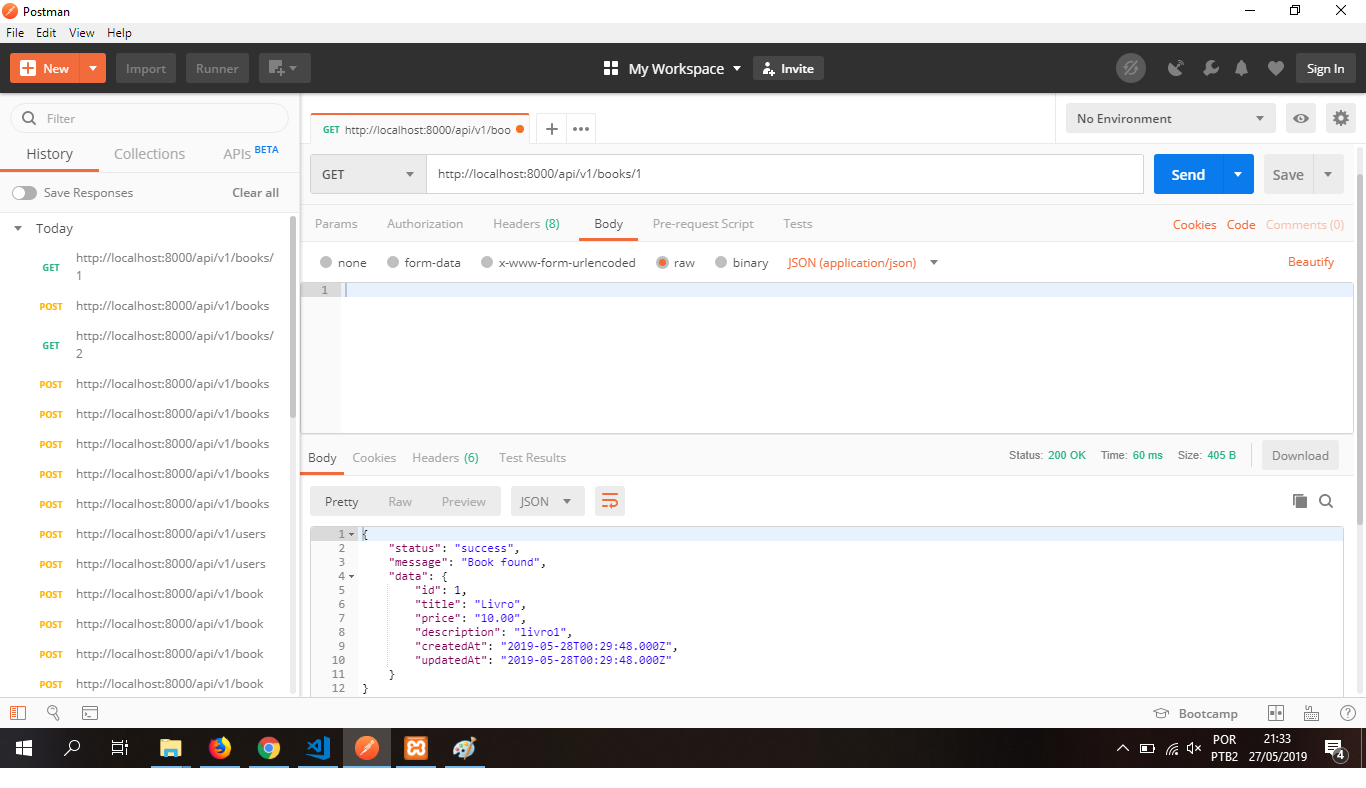 Postman
File Edit View Help
New Import Runner My Workspace Invite Sign In
Filter
History Collections APIs BETA
Save Responses Clear all
Today
GET http://localhost:8000/api/v1/books/
1
POST http://localhost:8000/api/v1/books
GET http://localhost:8000/api/v1/books/
2
POST http://localhost:8000/api/v1/books
POST http://localhost:8000/api/v1/books
POST http://localhost:8000/api/v1/books
POST http://localhost:8000/api/v1/books
POST http://localhost:8000/api/v1/books
POST http://localhost:8000/api/v1/users
POST http://localhost:8000/api/v1/users
POST http://localhost:8000/api/v1/book
POST http://localhost:8000/api/v1/book
POST http://localhost:8000/api/v1/book
POST http://localhost:8000/api/v1/book
GET http://localhost:8000/api/v1/boo
No Environment
GET http://localhost:8000/api/v1/books/1 Send Save
Params Authorization Headers (8) Body Pre-request Script Tests Cookies Code Comments (0)
none form-data x-www-form-urlencoded raw binary JSON (application/json) Beautify
1
Body Cookies Headers (6) Test Results Status: 200 OK Time: 60 ms Size: 405 B Download
Pretty Raw Preview JSON
1 {
2 "status": "success",
3 "message": "Book found",
4 "data": {
5 "id": 1,
6 "title": "Livro",
7 "price": "10.00",
8 "description": "livro1",
9 "createdAt": "2019-05-28T00:29:48.000Z",
10 "updatedAt": "2019-05-28T00:29:48.000Z"
11 }
12 }
Bootcamp
POR 21:33
PTB2 27/05/2019 4